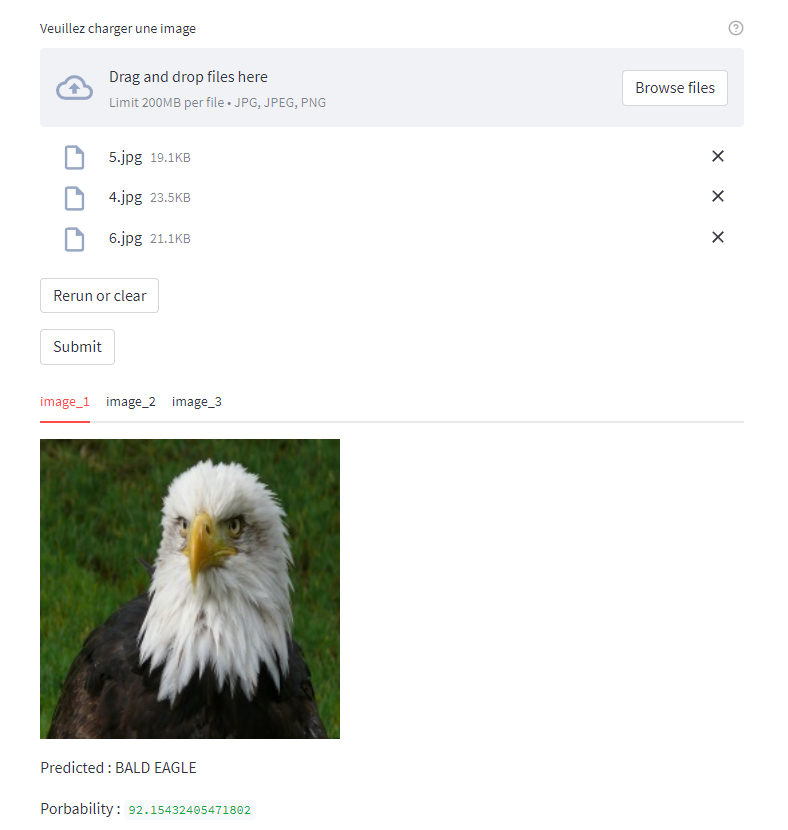 Veuillez charger une image
Drag and drop files here
Limit 200MB per file • JPG, JPEG, PNG
Browse files
5.jpg 19.1KB
4.jpg 23.5KB
6.jpg 21.1KB
Rerun or clear
Submit
image_1 image_2 image_3
Predicted : BALD EAGLE
Porbability : 92.15432405471802